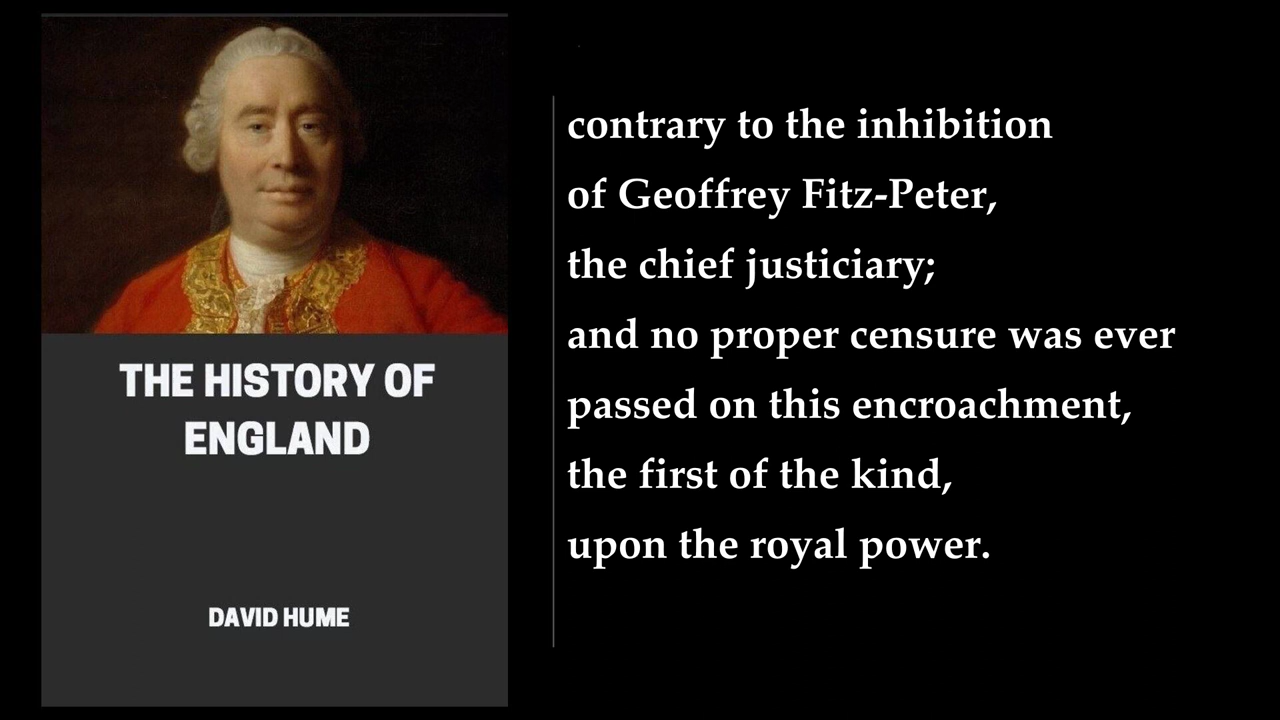 THE HISTORY OF
ENGLAND
DAVID HUME
contrary to the inhibition
of Geoffrey Fitz-Peter,
the chief justiciary;
and no proper censure was ever
passed on this encroachment,
the first of the kind,
upon the royal power.